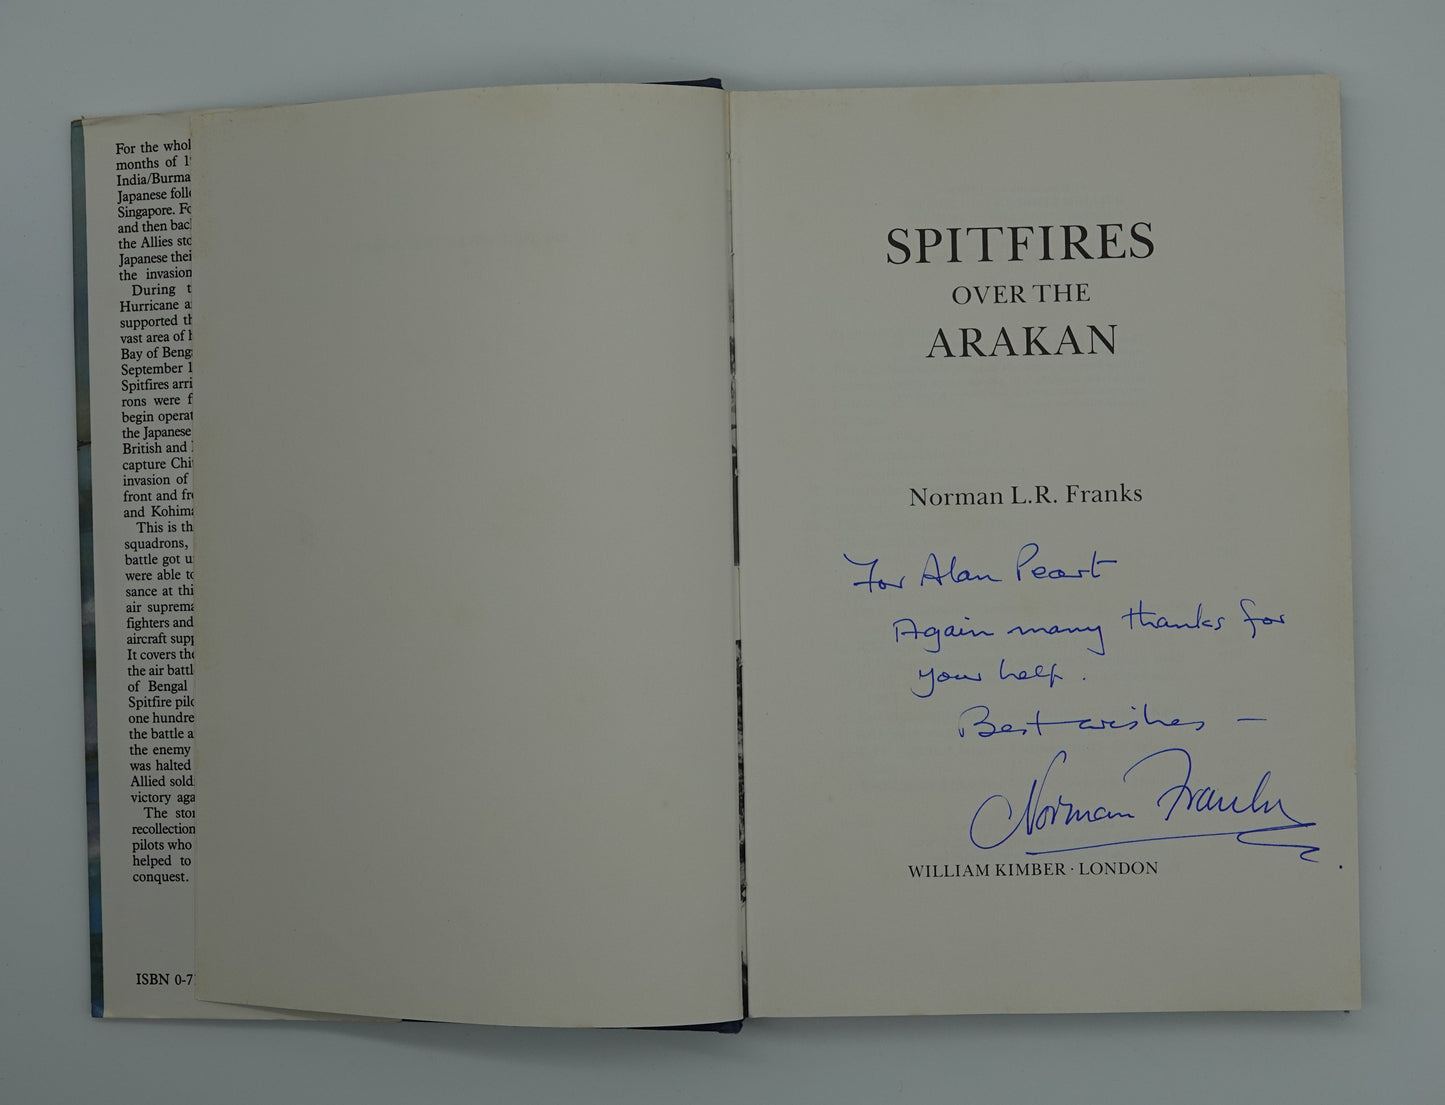 For the whol
months of 1
India/Burma
Japanese foll
Singapore. Fo
and then bac
the Allies sto
Japanese thei
the invasion
During t
Hurricane a
supported th
vast area of
Bay of Beng
September 1
Spitfires arri
rons were f
begin operat
the Japanese
British and
capture Chi
invasion of
front and fr
and Kohima
This is th
squadrons,
battle got u
were able to
sance at thi
air suprema
fighters and
aircraft supp
It covers the
the air battl
of Bengal
Spitfire pilo
one hundre
the battle a
the enemy
was halted
Allied sold
victory aga
The stor
recollection
pilots who
helped to
conquest.
ISBN 0-7
SPITFIRES
OVER THE
ARAKAN
Norman L.R. Franks
For Alan Peart
Again many thanks for
your help.
Best wishes –
Norman Franks
WILLIAM KIMBER · LONDON